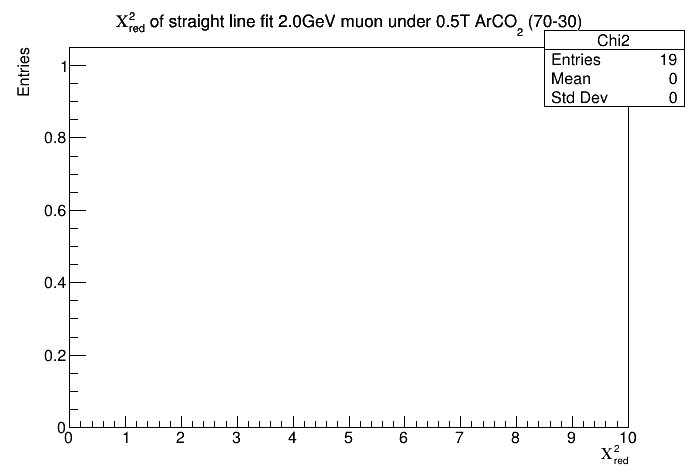 X²red of straight line fit 2.0GeV muon under 0.5T ArCO₂ (70-30)
Chi2
Entries 19
Mean 0
Std Dev 0
Entries
1
0.8
0.6
0.4
0.2
0
0 1 2 3 4 5 6 7 8 9 10
X²red